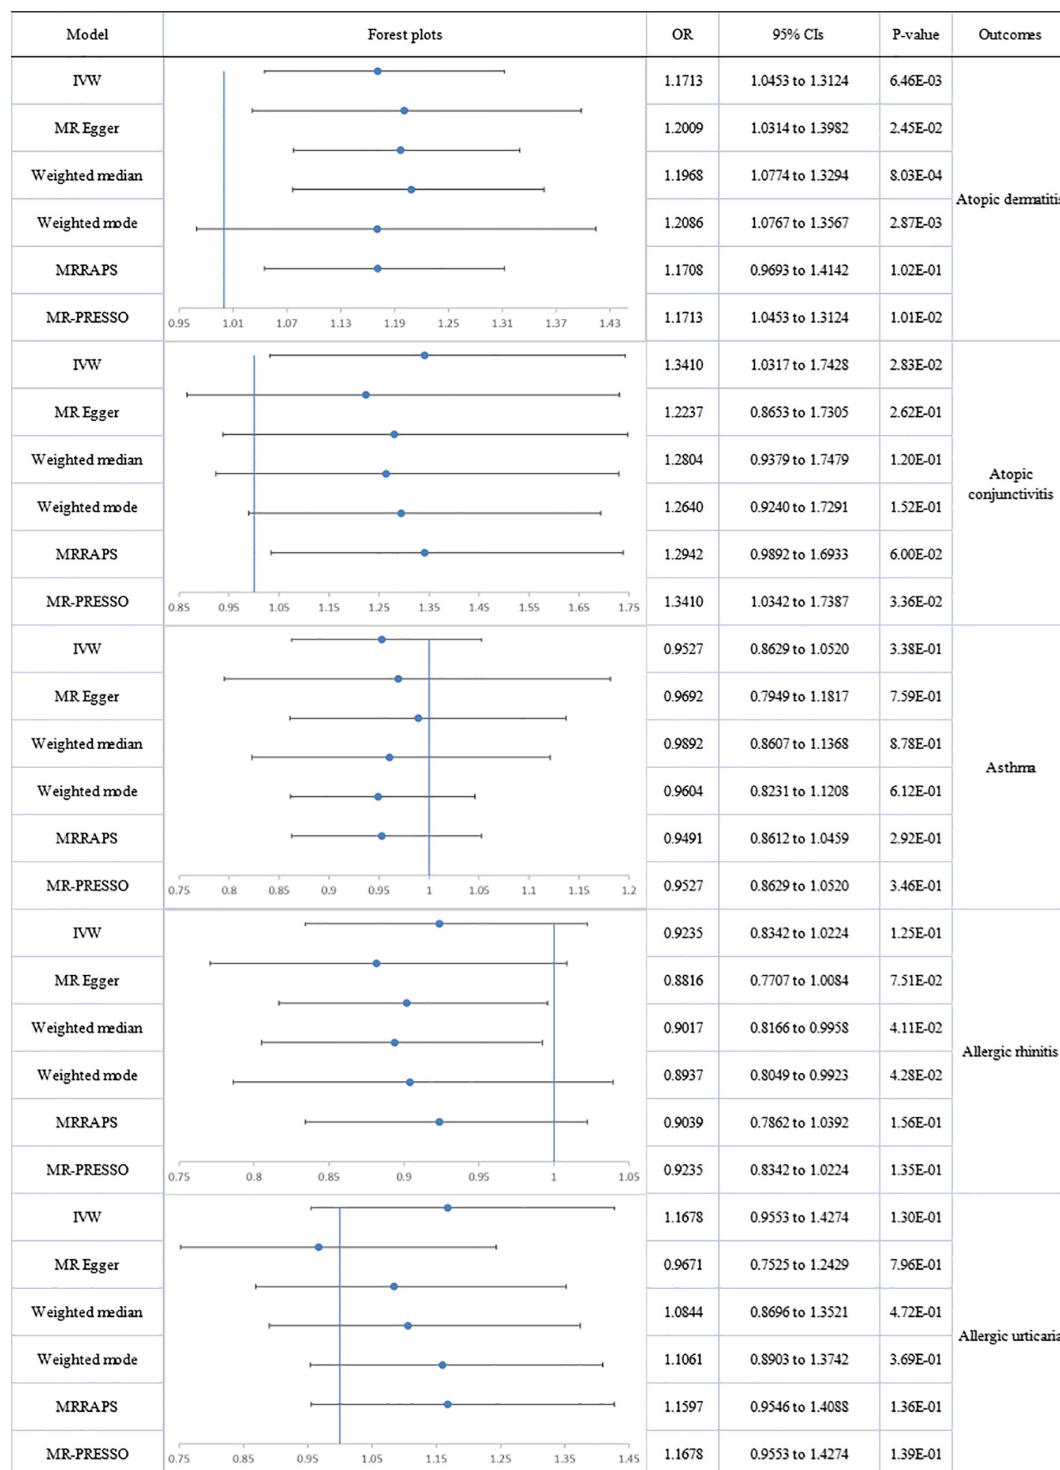 Model Forest plots OR 95% CIs P-value Outcomes
IVW 1.1713 1.0453 to 1.3124 6.46E-03
MR Egger 1.2009 1.0314 to 1.3982 2.45E-02
Weighted median 1.1968 1.0774 to 1.3294 8.03E-04
Atopic dermatitis
Weighted mode 1.2086 1.0767 to 1.3567 2.87E-03
MRRAPS 1.1708 0.9693 to 1.4142 1.02E-01
MR-PRESSO 1.1713 1.0453 to 1.3124 1.01E-02
0.95 1.01 1.07 1.13 1.19 1.25 1.31 1.37 1.43
IVW 1.3410 1.0317 to 1.7428 2.83E-02
MR Egger 1.2237 0.8653 to 1.7305 2.62E-01
Weighted median 1.2804 0.9379 to 1.7479 1.20E-01
Atopic
conjunctivitis
Weighted mode 1.2640 0.9240 to 1.7291 1.52E-01
MRRAPS 1.2942 0.9892 to 1.6933 6.00E-02
MR-PRESSO 1.3410 1.0342 to 1.7387 3.36E-02
0.85 0.95 1.05 1.15 1.25 1.35 1.45 1.55 1.65 1.75
IVW 0.9527 0.8629 to 1.0520 3.38E-01
MR Egger 0.9692 0.7949 to 1.1817 7.59E-01
Weighted median 0.9892 0.8607 to 1.1368 8.78E-01
Asthma
Weighted mode 0.9604 0.8231 to 1.1208 6.12E-01
MRRAPS 0.9491 0.8612 to 1.0459 2.92E-01
MR-PRESSO 0.9527 0.8629 to 1.0520 3.46E-01
0.75 0.8 0.85 0.9 0.95 1 1.05 1.1 1.15 1.2
IVW 0.9235 0.8342 to 1.0224 1.25E-01
MR Egger 0.8816 0.7707 to 1.0084 7.51E-02
Weighted median 0.9017 0.8166 to 0.9958 4.11E-02
Allergic rhinitis
Weighted mode 0.8937 0.8049 to 0.9923 4.28E-02
MRRAPS 0.9039 0.7862 to 1.0392 1.56E-01
MR-PRESSO 0.9235 0.8342 to 1.0224 1.35E-01
0.75 0.8 0.85 0.9 0.95 1 1.05
IVW 1.1678 0.9553 to 1.4274 1.30E-01
MR Egger 0.9671 0.7525 to 1.2429 7.96E-01
Weighted median 1.0844 0.8696 to 1.3521 4.72E-01
Allergic urticaria
Weighted mode 1.1061 0.8903 to 1.3742 3.69E-01
MRRAPS 1.1597 0.9546 to 1.4088 1.36E-01
MR-PRESSO 1.1678 0.9553 to 1.4274 1.39E-01
0.75 0.85 0.95 1.05 1.15 1.25 1.35 1.45